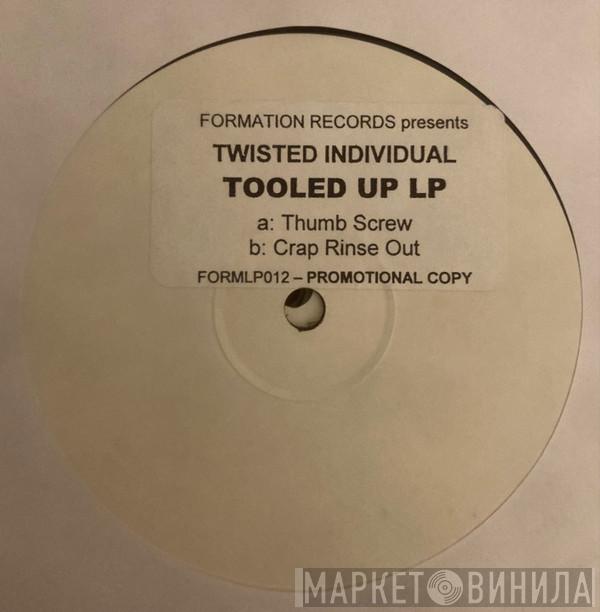 FORMATION RECORDS presents
TWISTED INDIVIDUAL
TOOLED UP LP
a: Thumb Screw
b: Crap Rinse Out
FORMLP012 – PROMOTIONAL COPY
МАРКЕТ ВИНИЛА